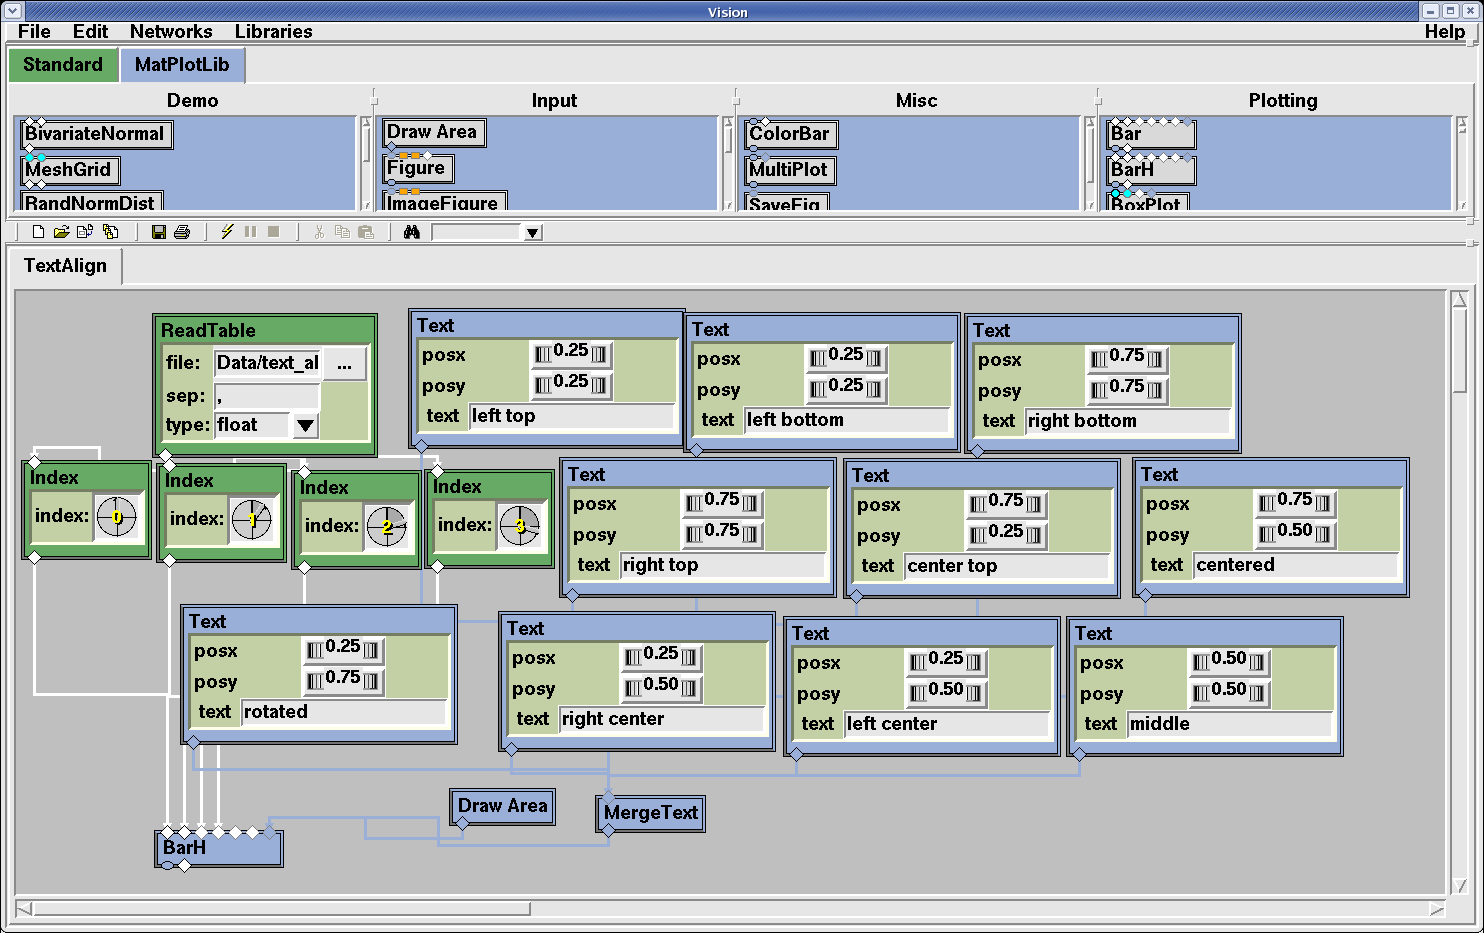 Vision
File Edit Networks Libraries Help
Standard MatPlotLib
Demo Input Misc Plotting
BivariateNormal Draw Area ColorBar Bar
MeshGrid Figure MultiPlot BarH
RandNormDist ImageFigure SaveFig BoxPlot
TextAlign
ReadTable
file: Data/text_al ...
sep: ,
type: float
Text
posx 0.25
posy 0.25
text left top
Text
posx 0.25
posy 0.25
text left bottom
Text
posx 0.75
posy 0.75
text right bottom
Index
index: 0
Index
index: 1
Index
index: 2
Index
index: 3
Text
posx 0.75
posy 0.75
text right top
Text
posx 0.75
posy 0.25
text center top
Text
posx 0.75
posy 0.50
text centered
Text
posx 0.25
posy 0.75
text rotated
Text
posx 0.25
posy 0.50
text right center
Text
posx 0.25
posy 0.50
text left center
Text
posx 0.50
posy 0.50
text middle
Draw Area
MergeText
BarH